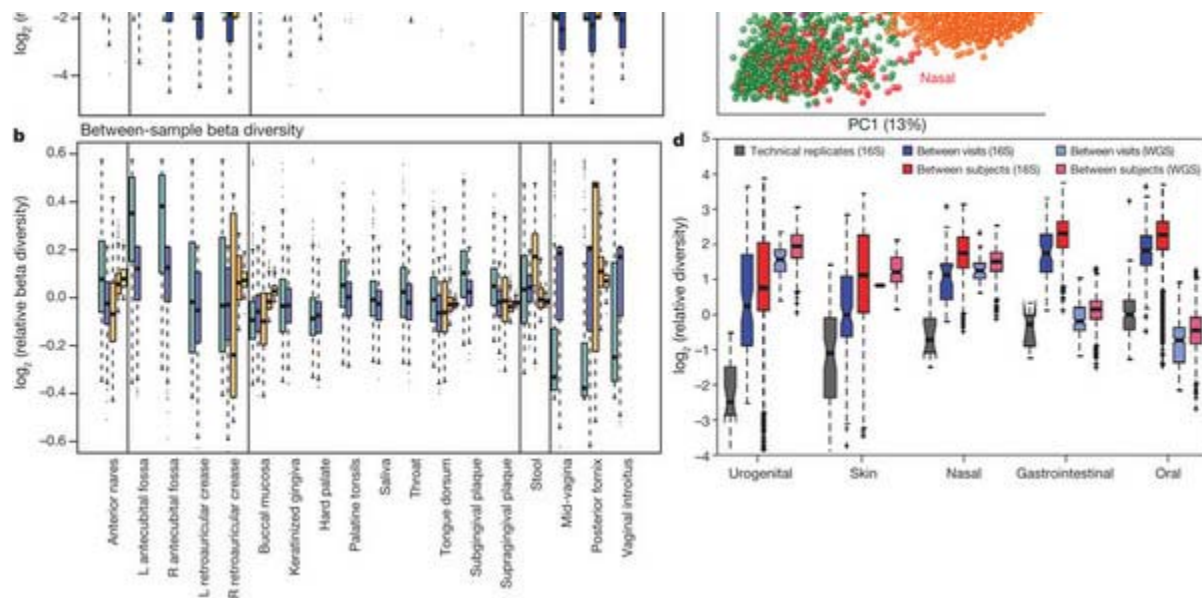 log₂ (r
–2
–4
Nasal
PC1 (13%)
b Between-sample beta diversity
log₂ (relative beta diversity)
0.6
0.4
0.2
0.0
–0.2
–0.4
–0.6
Anterior nares
L antecubital fossa
R antecubital fossa
L retroauricular crease
R retroauricular crease
Buccal mucosa
Keratinized gingiva
Hard palate
Palatine tonsils
Saliva
Throat
Tongue dorsum
Subgingival plaque
Supragingival plaque
Stool
Mid-vagina
Posterior fornix
Vaginal introitus
d
Technical replicates (16S) Between visits (16S) Between visits (WGS)
Between subjects (16S) Between subjects (WGS)
log₂ (relative diversity)
5
4
3
2
1
0
–1
–2
–3
–4
Urogenital Skin Nasal Gastrointestinal Oral